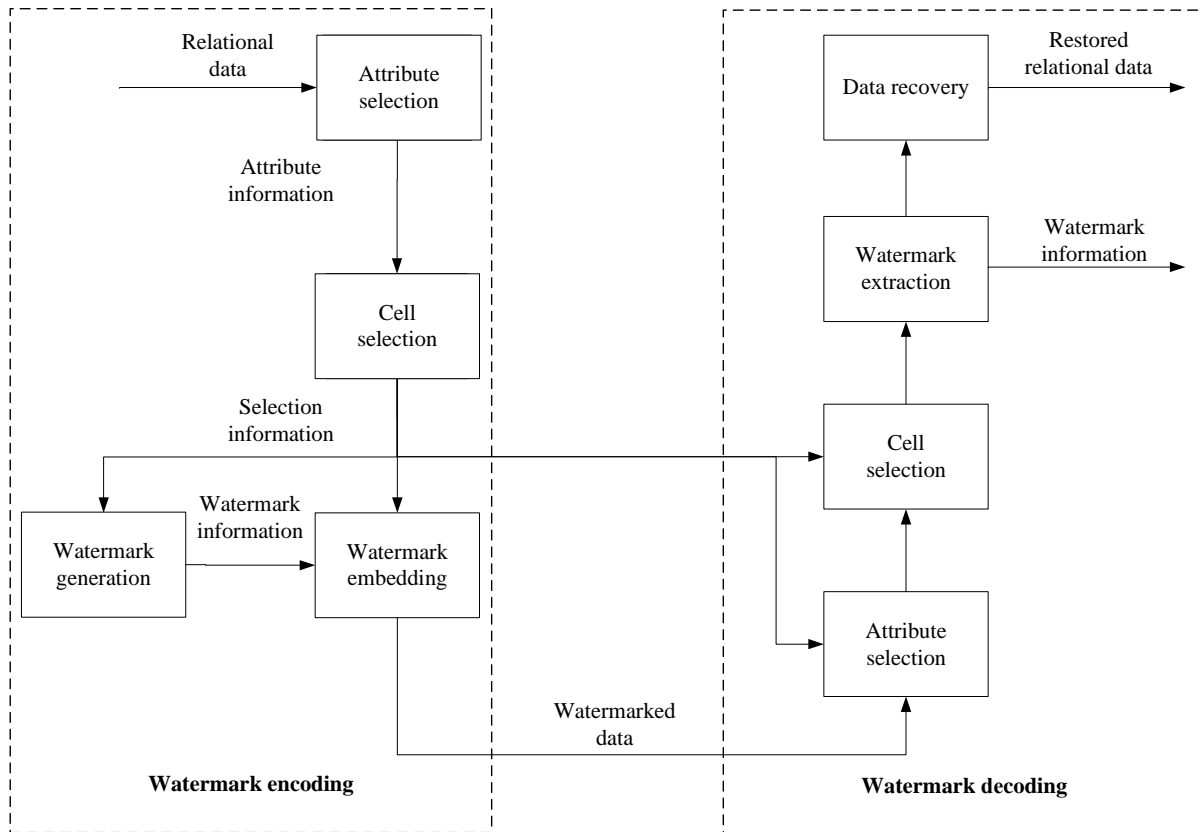 Relational
data
Attribute
selection
Attribute
information
Cell
selection
Selection
information
Watermark
generation
Watermark
information
Watermark
embedding
Watermark encoding
Watermarked
data
Data recovery
Restored
relational data
Watermark
extraction
Watermark
information
Cell
selection
Attribute
selection
Watermark decoding